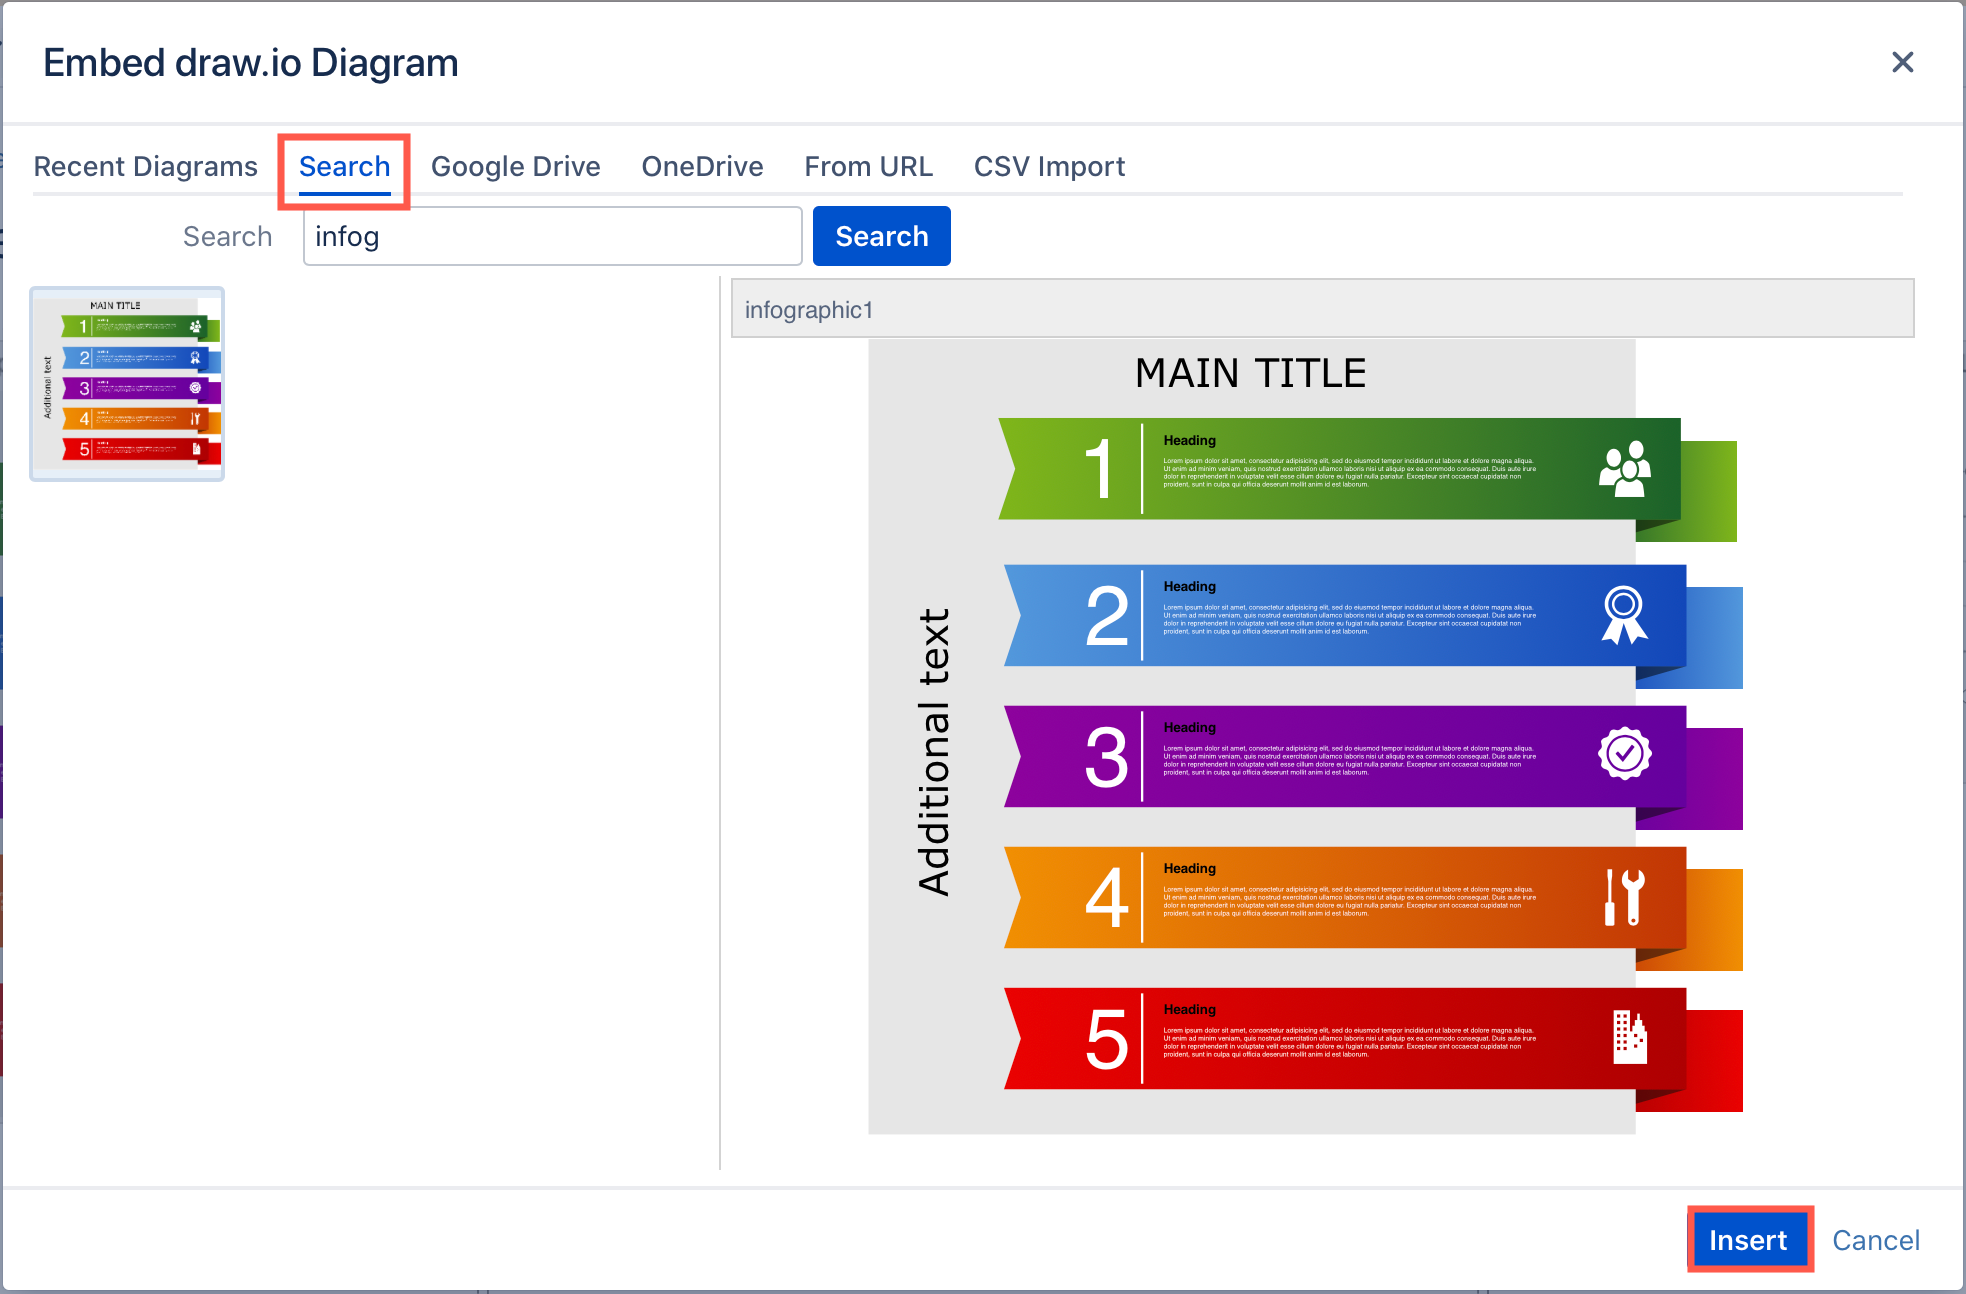 Embed draw.io Diagram
Recent Diagrams Search Google Drive OneDrive From URL CSV Import
Search infog Search
MAIN TITLE
1
2
3
4
5
Additional text
infographic1
MAIN TITLE
Additional text
1
Heading
Lorem ipsum dolor sit amet, consectetur adipisicing elit, sed do eiusmod tempor incididunt ut labore et dolore magna aliqua.
Ut enim ad minim veniam, quis nostrud exercitation ullamco laboris nisi ut aliquip ex ea commodo consequat. Duis aute irure
dolor in reprehenderit in voluptate velit esse cillum dolore eu fugiat nulla pariatur. Excepteur sint occaecat cupidatat non
proident, sunt in culpa qui officia deserunt mollit anim id est laborum.
2
Heading
Lorem ipsum dolor sit amet, consectetur adipisicing elit, sed do eiusmod tempor incididunt ut labore et dolore magna aliqua.
Ut enim ad minim veniam, quis nostrud exercitation ullamco laboris nisi ut aliquip ex ea commodo consequat. Duis aute irure
dolor in reprehenderit in voluptate velit esse cillum dolore eu fugiat nulla pariatur. Excepteur sint occaecat cupidatat non
proident, sunt in culpa qui officia deserunt mollit anim id est laborum.
3
Heading
Lorem ipsum dolor sit amet, consectetur adipisicing elit, sed do eiusmod tempor incididunt ut labore et dolore magna aliqua.
Ut enim ad minim veniam, quis nostrud exercitation ullamco laboris nisi ut aliquip ex ea commodo consequat. Duis aute irure
dolor in reprehenderit in voluptate velit esse cillum dolore eu fugiat nulla pariatur. Excepteur sint occaecat cupidatat non
proident, sunt in culpa qui officia deserunt mollit anim id est laborum.
4
Heading
Lorem ipsum dolor sit amet, consectetur adipisicing elit, sed do eiusmod tempor incididunt ut labore et dolore magna aliqua.
Ut enim ad minim veniam, quis nostrud exercitation ullamco laboris nisi ut aliquip ex ea commodo consequat. Duis aute irure
dolor in reprehenderit in voluptate velit esse cillum dolore eu fugiat nulla pariatur. Excepteur sint occaecat cupidatat non
proident, sunt in culpa qui officia deserunt mollit anim id est laborum.
5
Heading
Lorem ipsum dolor sit amet, consectetur adipisicing elit, sed do eiusmod tempor incididunt ut labore et dolore magna aliqua.
Ut enim ad minim veniam, quis nostrud exercitation ullamco laboris nisi ut aliquip ex ea commodo consequat. Duis aute irure
dolor in reprehenderit in voluptate velit esse cillum dolore eu fugiat nulla pariatur. Excepteur sint occaecat cupidatat non
proident, sunt in culpa qui officia deserunt mollit anim id est laborum.
Insert Cancel